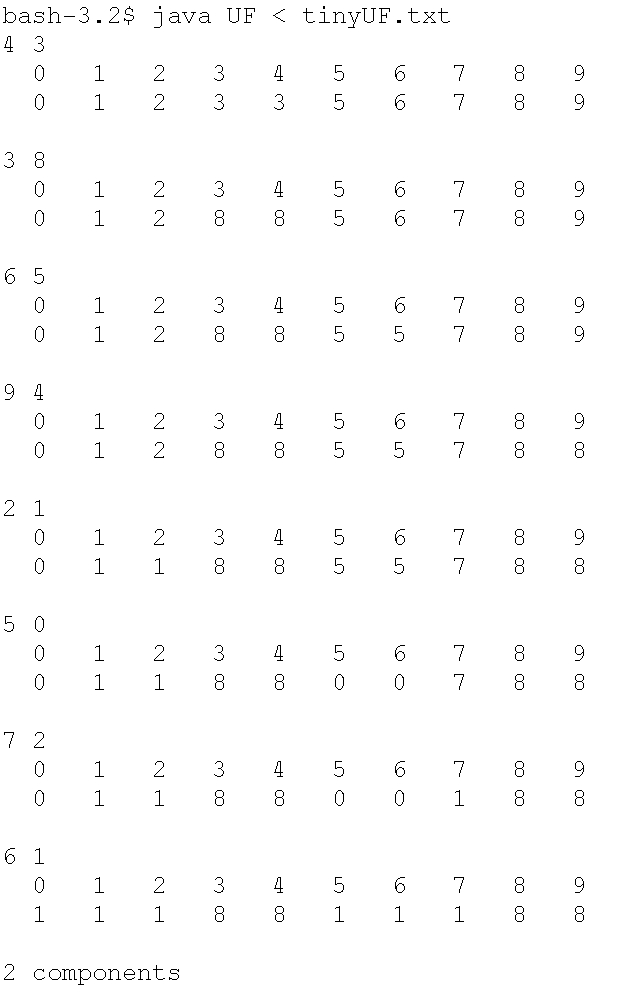 bash-3.2$ java UF < tinyUF.txt
4 3
0 1 2 3 4 5 6 7 8 9
0 1 2 3 3 5 6 7 8 9
3 8
0 1 2 3 4 5 6 7 8 9
0 1 2 8 8 5 6 7 8 9
6 5
0 1 2 3 4 5 6 7 8 9
0 1 2 8 8 5 5 7 8 9
9 4
0 1 2 3 4 5 6 7 8 9
0 1 2 8 8 5 5 7 8 8
2 1
0 1 2 3 4 5 6 7 8 9
0 1 1 8 8 5 5 7 8 8
5 0
0 1 2 3 4 5 6 7 8 9
0 1 1 8 8 0 0 7 8 8
7 2
0 1 2 3 4 5 6 7 8 9
0 1 1 8 8 0 0 1 8 8
6 1
0 1 2 3 4 5 6 7 8 9
1 1 1 8 8 1 1 1 8 8
2 components